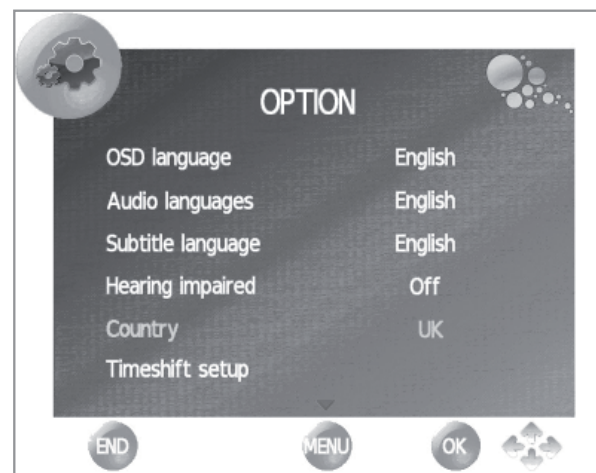 OPTION
OSD language English
Audio languages English
Subtitle language English
Hearing impaired Off
Country UK
Timeshift setup
END MENU OK